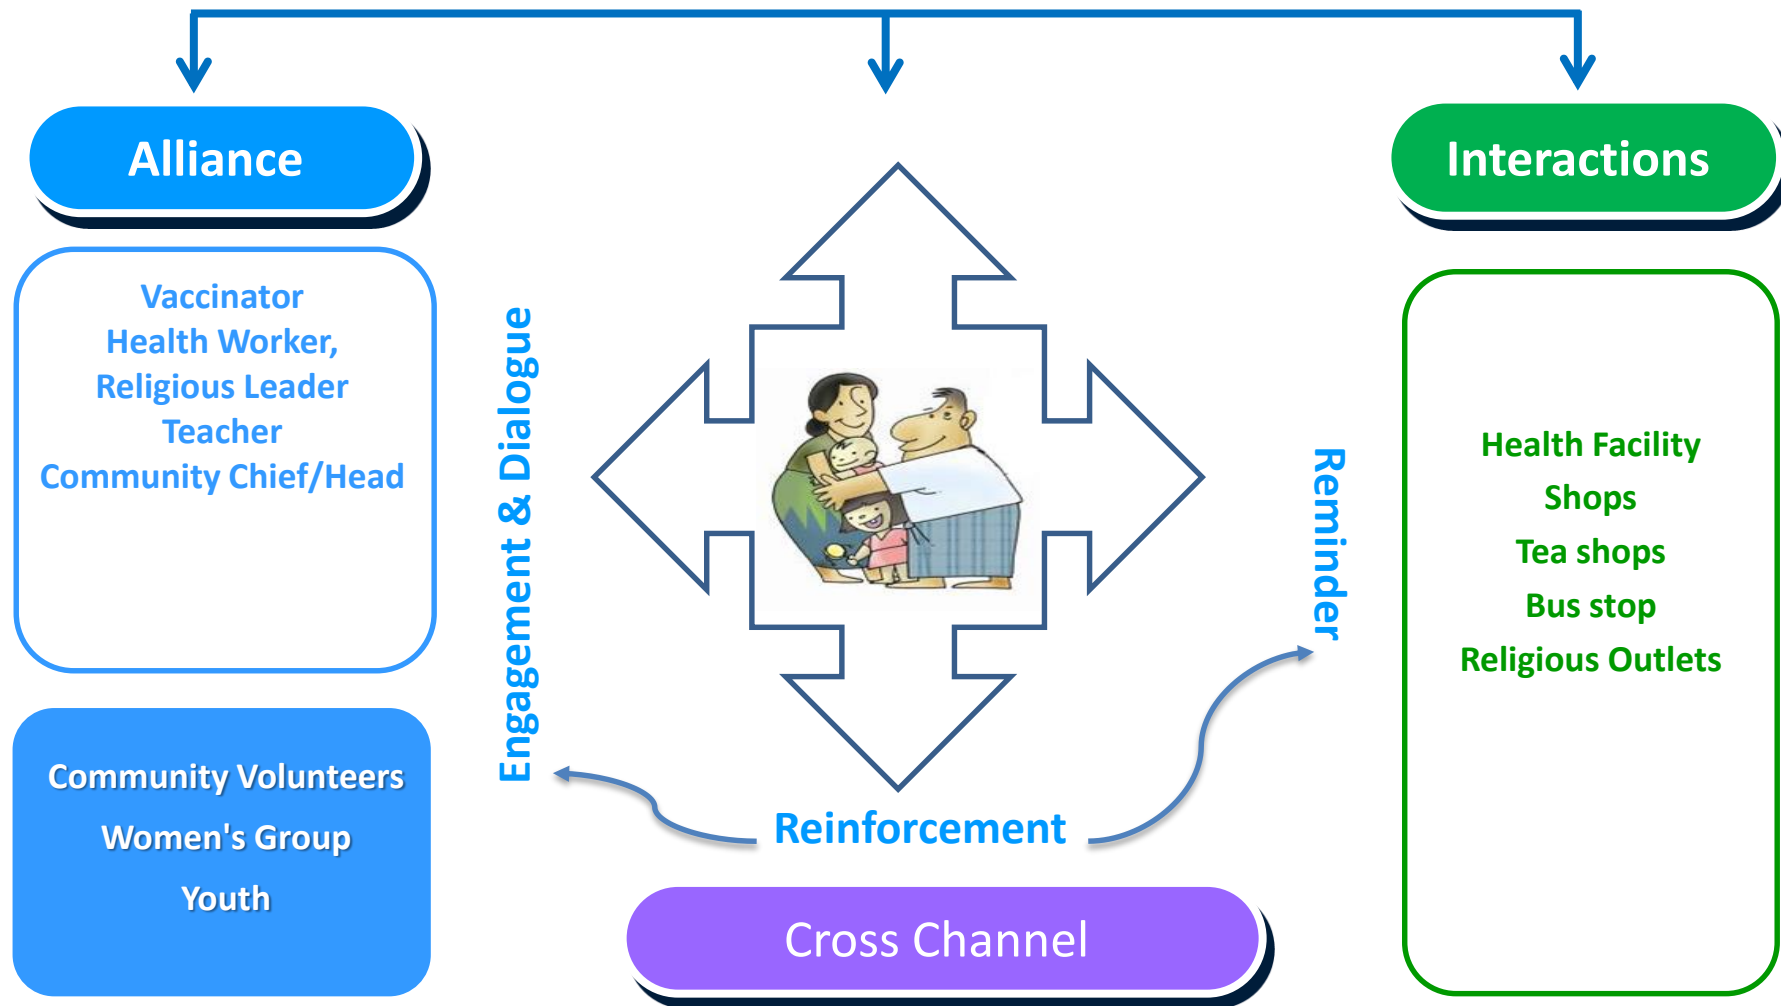 Alliance
Interactions
Vaccinator
Health Worker,
Religious Leader
Teacher
Community Chief/Head
Community Volunteers
Women's Group
Youth
Engagement & Dialogue
Reinforcement
Reminder
Cross Channel
Health Facility
Shops
Tea shops
Bus stop
Religious Outlets